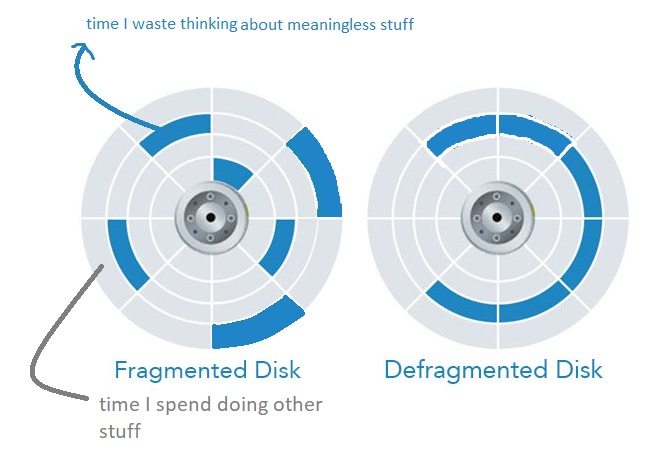 time I waste thinking about meaningless stuff
Fragmented Disk
Defragmented Disk
time I spend doing other
stuff